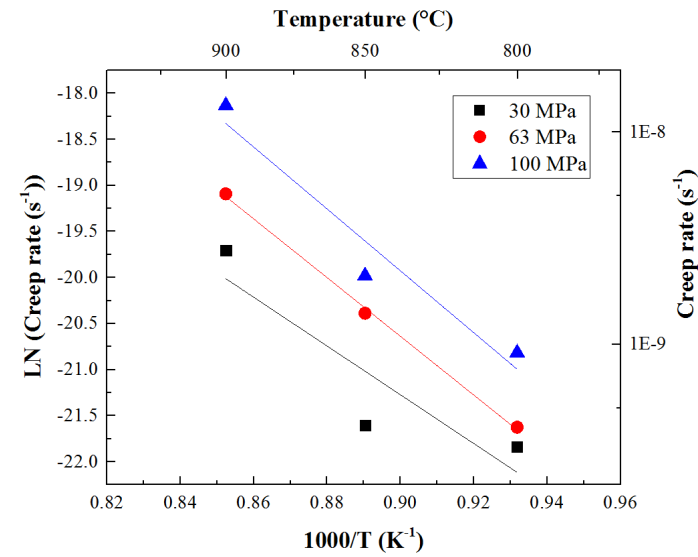 Temperature (°C)
900 850 800
-18.0
-18.5
-19.0
-19.5
-20.0
-20.5
-21.0
-21.5
-22.0
LN (Creep rate (s⁻¹))
30 MPa
63 MPa
100 MPa
1E-8
1E-9
Creep rate (s⁻¹)
0.82 0.84 0.86 0.88 0.90 0.92 0.94 0.96
1000/T (K⁻¹)